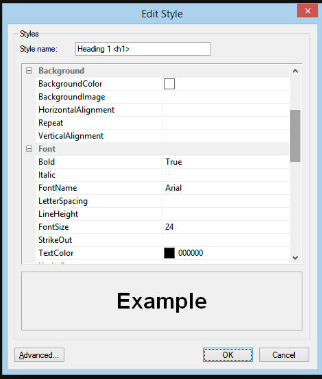 Edit Style
Styles
Style name: Heading 1 <h1>
Background
BackgroundColor
BackgroundImage
HorizontalAlignment
Repeat
VerticalAlignment
Font
Bold True
Italic
FontName Arial
LetterSpacing
LineHeight
FontSize 24
StrikeOut
TextColor 000000
Example
Advanced... OK Cancel